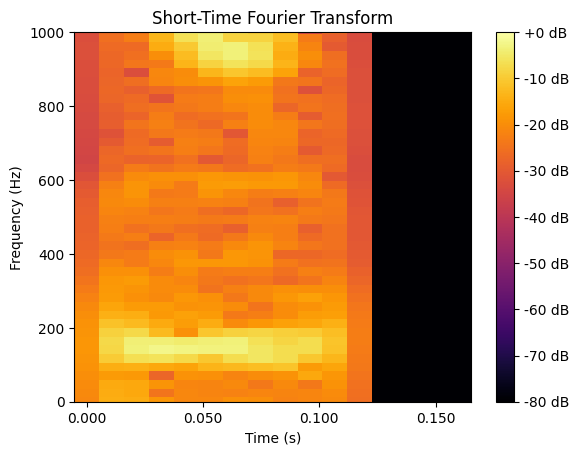 Short-Time Fourier Transform
1000
800
600
400
200
0
Frequency (Hz)
0.000
0.050
0.100
0.150
Time (s)
+0 dB
-10 dB
-20 dB
-30 dB
-40 dB
-50 dB
-60 dB
-70 dB
-80 dB